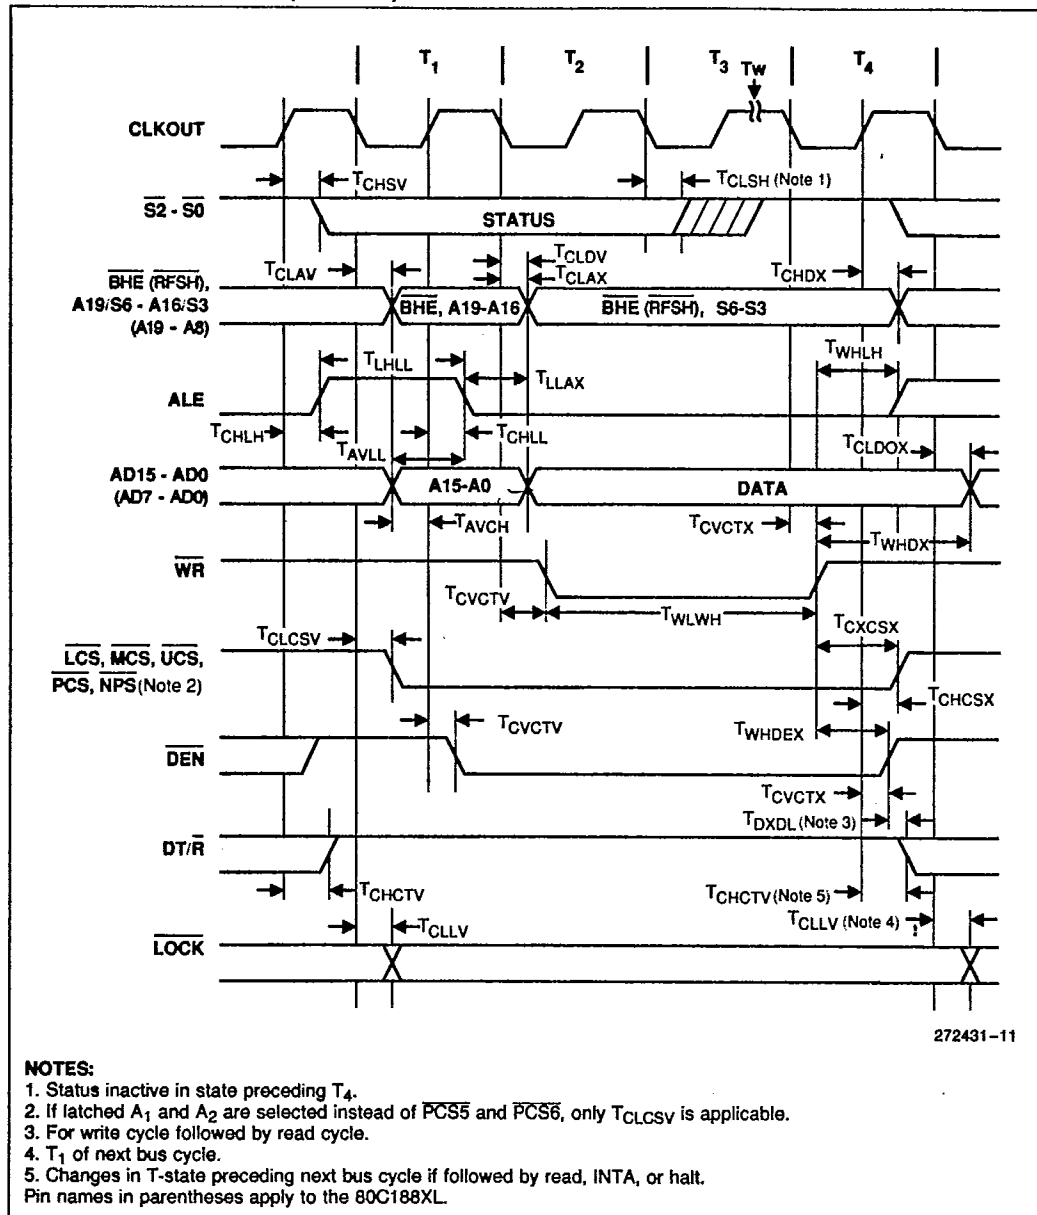 T1 T2 T3 TW T4
CLKOUT
TCHSV TCLSH (Note 1)
S2 - S0 STATUS
TCLDV
TCLAV TCLAX TCHDX
BHE (RFSH),
A19/S6 - A16/S3 BHE, A19-A16 BHE (RFSH), S6-S3
(A19 - A8)
TLHLL TWHLH
TLLAX
ALE
TCHLH TCHLL
TAVLL TCLDOX
AD15 - AD0 A15-A0 DATA
(AD7 - AD0)
TAVCH TCVCTX
TWHDX
WR
TCVCTV TWLWH
TCLCSV TCXCSX
LCS, MCS, UCS,
PCS, NPS (Note 2)
TCHCSX
TCVCTV TWHDEX
DEN
TCVCTX
TDXDL (Note 3)
DT/R
TCHCTV TCHCTV (Note 5)
TCLLV TCLLV (Note 4)
LOCK
272431-11
NOTES:
1. Status inactive in state preceding T4.
2. If latched A1 and A2 are selected instead of PCS5 and PCS6, only TCLCSV is applicable.
3. For write cycle followed by read cycle.
4. T1 of next bus cycle.
5. Changes in T-state preceding next bus cycle if followed by read, INTA, or halt.
Pin names in parentheses apply to the 80C188XL.